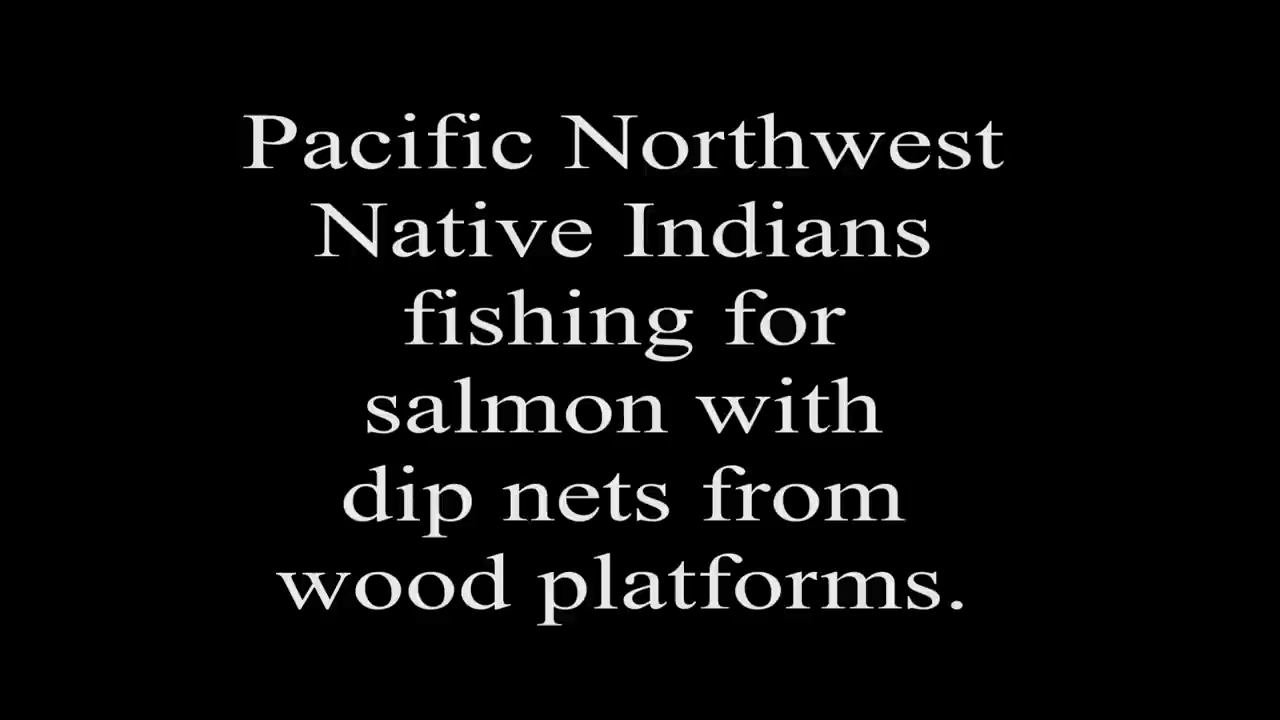 Pacific Northwest
Native Indians
fishing for
salmon with
dip nets from
wood platforms.